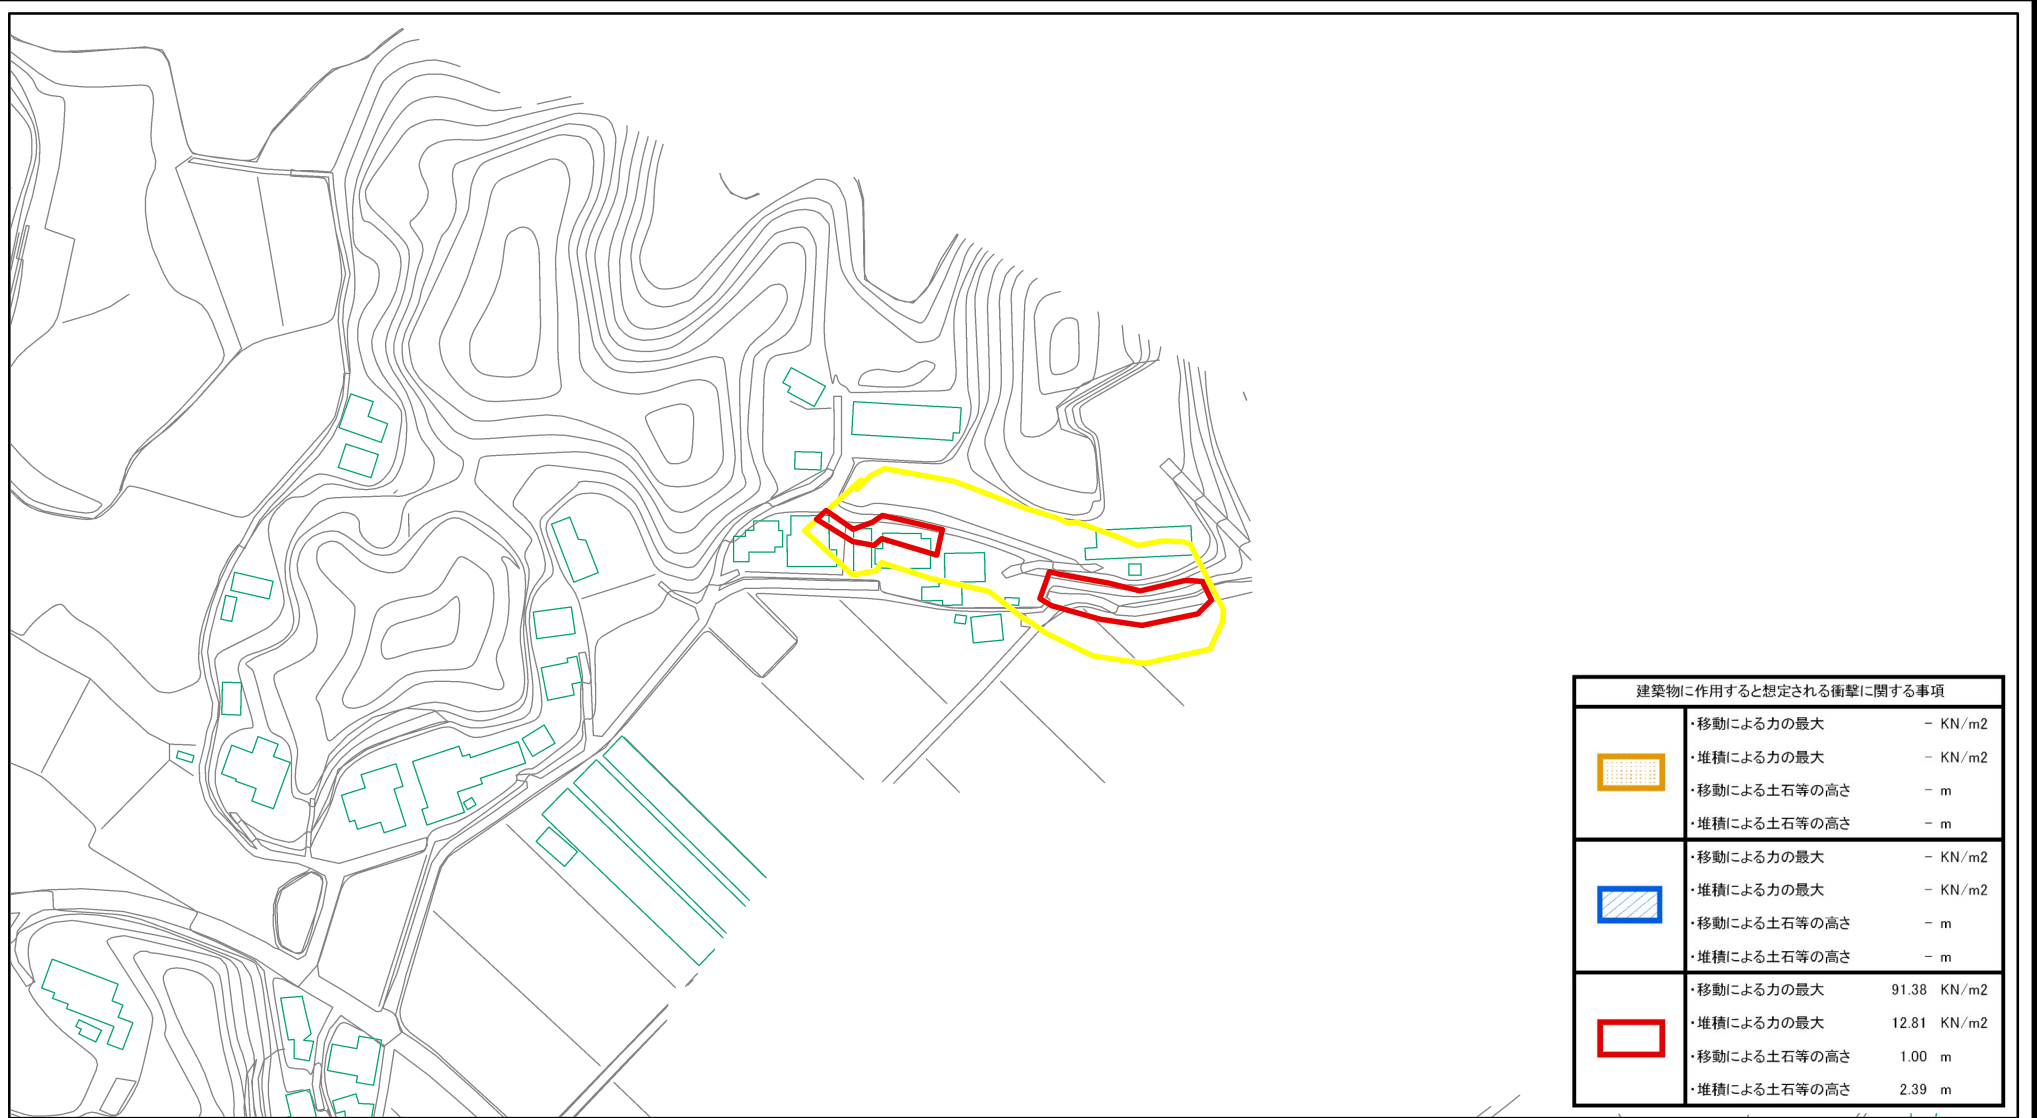 建築物に作用すると想定される衝撃に関する事項
・移動による力の最大 － KN/m2
・堆積による力の最大 － KN/m2
・移動による土石等の高さ － m
・堆積による土石等の高さ － m
・移動による力の最大 － KN/m2
・堆積による力の最大 － KN/m2
・移動による土石等の高さ － m
・堆積による土石等の高さ － m
・移動による力の最大 91.38 KN/m2
・堆積による力の最大 12.81 KN/m2
・移動による土石等の高さ 1.00 m
・堆積による土石等の高さ 2.39 m